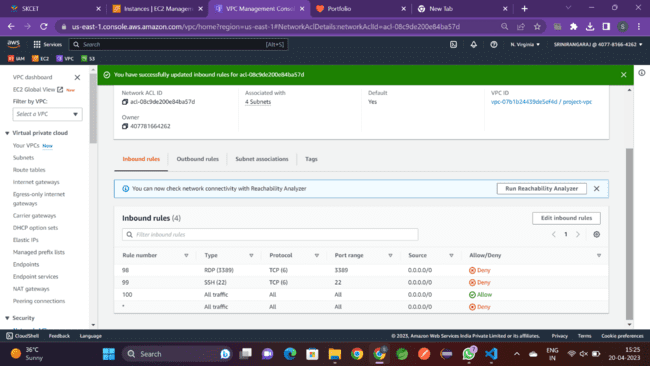 SKCET
Instances | EC2 Managemen
VPC Management Conso
Portfolio
New Tab
us-east-1.console.aws.amazon.com/vpc/home?region=us-east-1#NetworkAclDetails:networkAclId=acl-08c9de200e84ba57d
aws
Services
Search
[Alt+S]
N. Virginia
SRINIRANGARAJ @ 4077-8166-4262
IAM
EC2
VPC
S3
VPC dashboard
EC2 Global View
New
Filter by VPC:
Select a VPC
Virtual private cloud
Your VPCs New
Subnets
Route tables
Internet gateways
Egress-only internet
gateways
Carrier gateways
DHCP option sets
Elastic IPs
Managed prefix lists
Endpoints
Endpoint services
NAT gateways
Peering connections
Security
You have successfully updated inbound rules for acl-08c9de200e84ba57d
Network ACL ID
acl-08c9de200e84ba57d
Associated with
4 Subnets
Default
Yes
VPC ID
vpc-07b1b24439de5ef4d / project-vpc
Owner
407781664262
Inbound rules
Outbound rules
Subnet associations
Tags
You can now check network connectivity with Reachability Analyzer
Run Reachability Analyzer
Inbound rules (4)
Edit inbound rules
Filter inbound rules
1
Rule number Type Protocol Port range Source Allow/Deny
98 RDP (3389) TCP (6) 3389 0.0.0.0/0 Deny
99 SSH (22) TCP (6) 22 0.0.0.0/0 Deny
100 All traffic All All 0.0.0.0/0 Allow
* All traffic All All 0.0.0.0/0 Deny
CloudShell
Feedback
Language
© 2023, Amazon Web Services India Private Limited or its affiliates.
Privacy
Terms
Cookie preferences
36°C
Sunny
Search
ENG
IN
15:25
20-04-2023